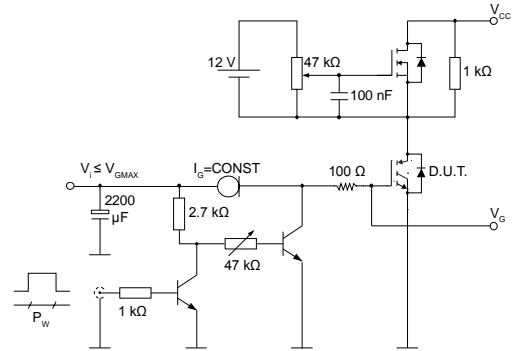 V_CC
12 V
47 kΩ
1 kΩ
100 nF
V_i ≤ V_GMAX
I_G=CONST
100 Ω
D.U.T.
2200
μF
2.7 kΩ
V_G
47 kΩ
1 kΩ
P_W